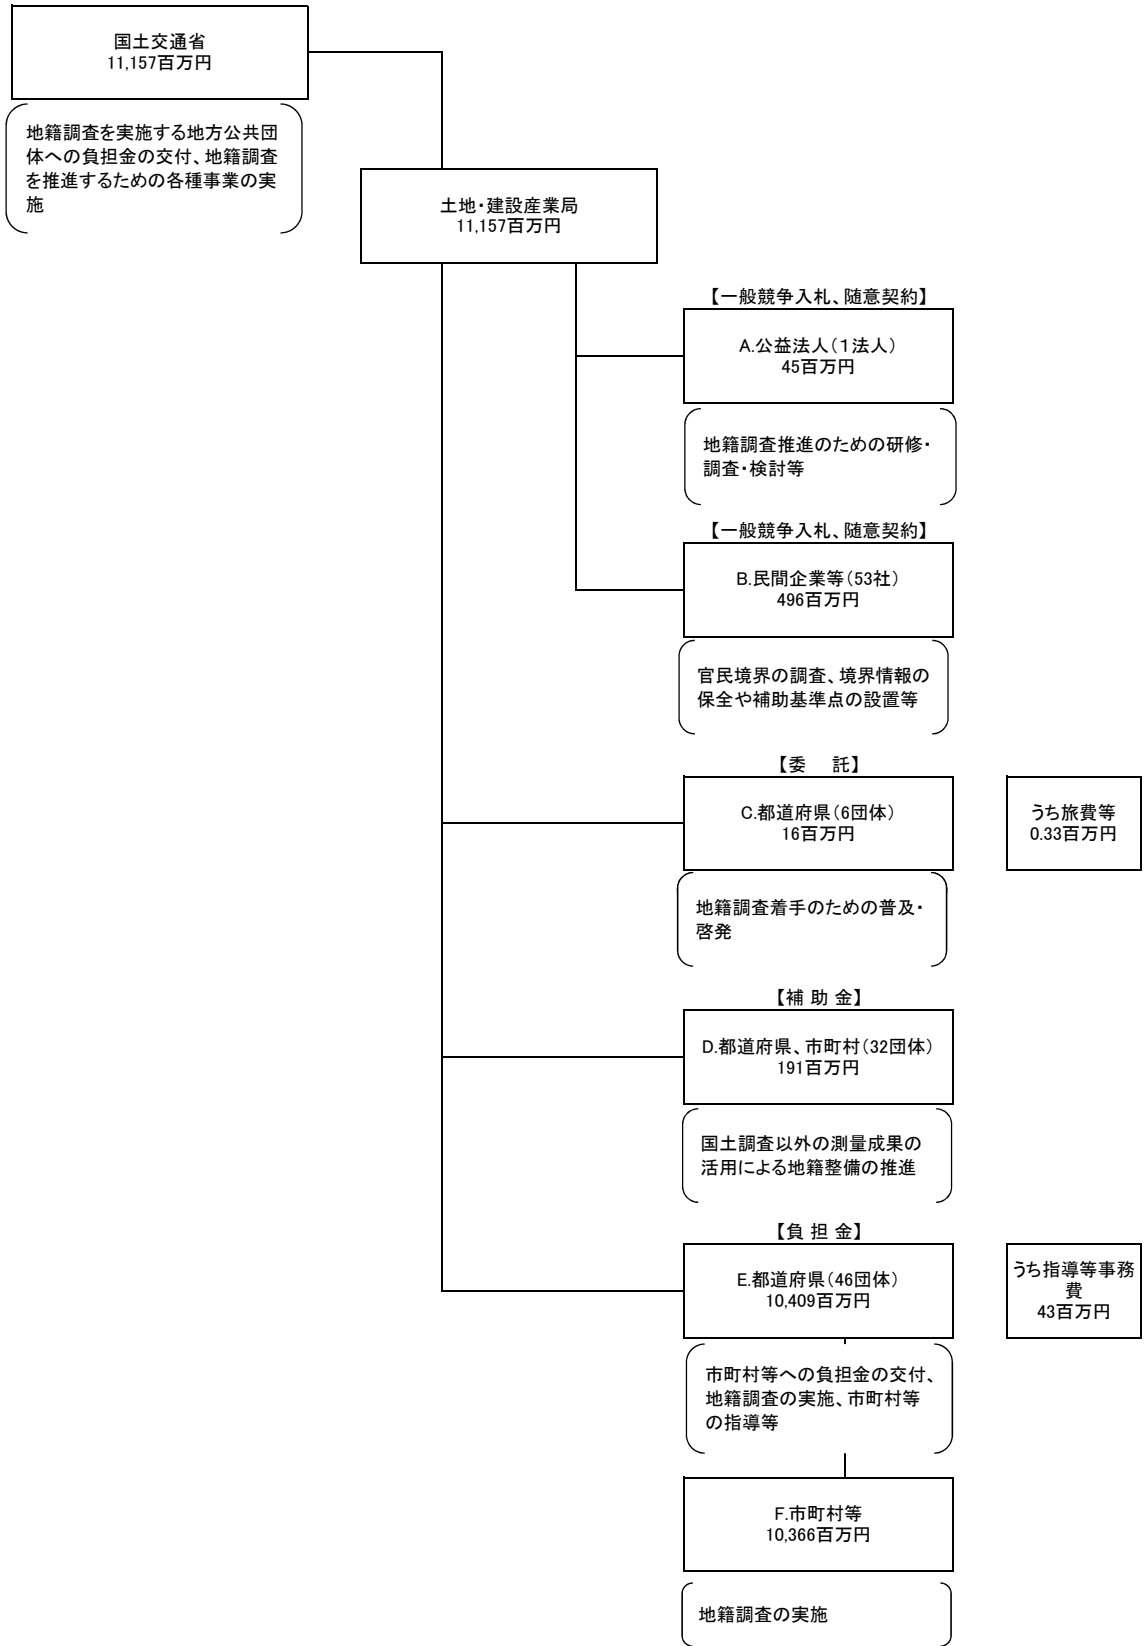 国土交通省
11,157百万円
地籍調査を実施する地方公共団
体への負担金の交付、地籍調査
を推進するための各種事業の実
施
土地・建設産業局
11,157百万円
【一般競争入札、随意契約】
A.公益法人(1法人)
45百万円
地籍調査推進のための研修・
調査・検討等
【一般競争入札、随意契約】
B.民間企業等(53社)
496百万円
官民境界の調査、境界情報の
保全や補助基準点の設置等
【委　託】
C.都道府県(6団体)
16百万円
うち旅費等
0.33百万円
地籍調査着手のための普及・
啓発
【補 助 金】
D.都道府県、市町村(32団体)
191百万円
国土調査以外の測量成果の
活用による地籍整備の推進
【負 担 金】
E.都道府県(46団体)
10,409百万円
うち指導等事務
費
43百万円
市町村等への負担金の交付、
地籍調査の実施、市町村等
の指導等
F.市町村等
10,366百万円
地籍調査の実施